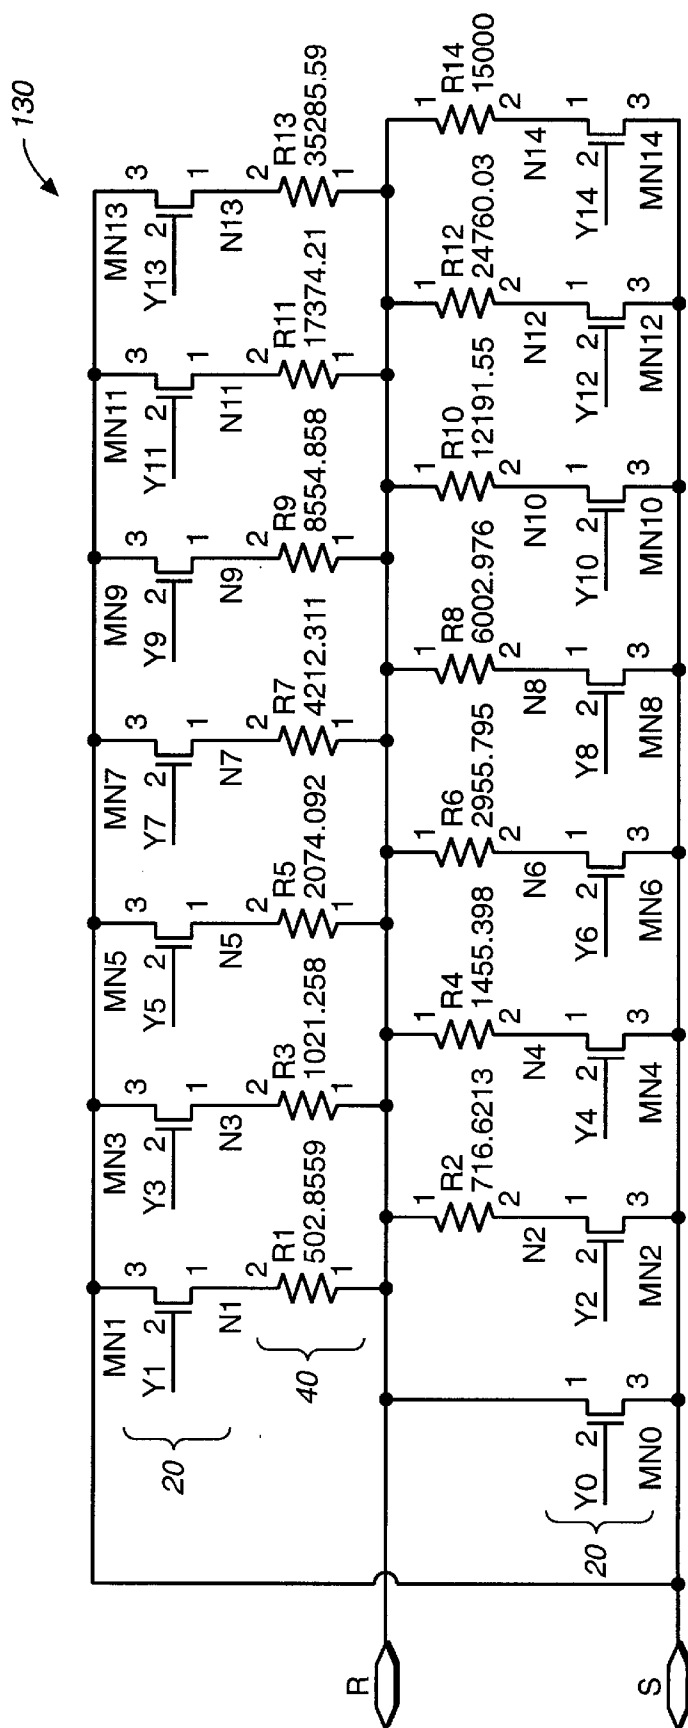 130
MN1
3
Y1
2
1
N1
2
R1
502.8559
1
MN3
3
Y3
2
1
N3
2
R3
1021.258
1
MN5
3
Y5
2
1
N5
2
R5
2074.092
1
MN7
3
Y7
2
1
N7
2
R7
4212.311
1
MN9
3
Y9
2
1
N9
2
R9
8554.858
1
MN11
3
Y11
2
1
N11
2
R11
17374.21
1
MN13
3
Y13
2
1
N13
2
R13
35285.59
1
20
40
R
1
Y0
2
3
MN0
20
1
R2
716.6213
2
N2
1
Y2
2
3
MN2
1
R4
1455.398
2
N4
1
Y4
2
3
MN4
1
R6
2955.795
2
N6
1
Y6
2
3
MN6
1
R8
6002.976
2
N8
1
Y8
2
3
MN8
1
R10
12191.55
2
N10
1
Y10
2
3
MN10
1
R12
24760.03
2
N12
1
Y12
2
3
MN12
1
R14
15000
2
N14
1
Y14
2
3
MN14
S